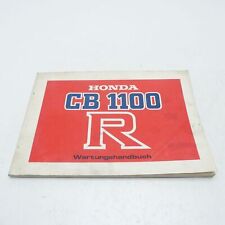 HONDA
CB 1100
R
Wartungshandbuch